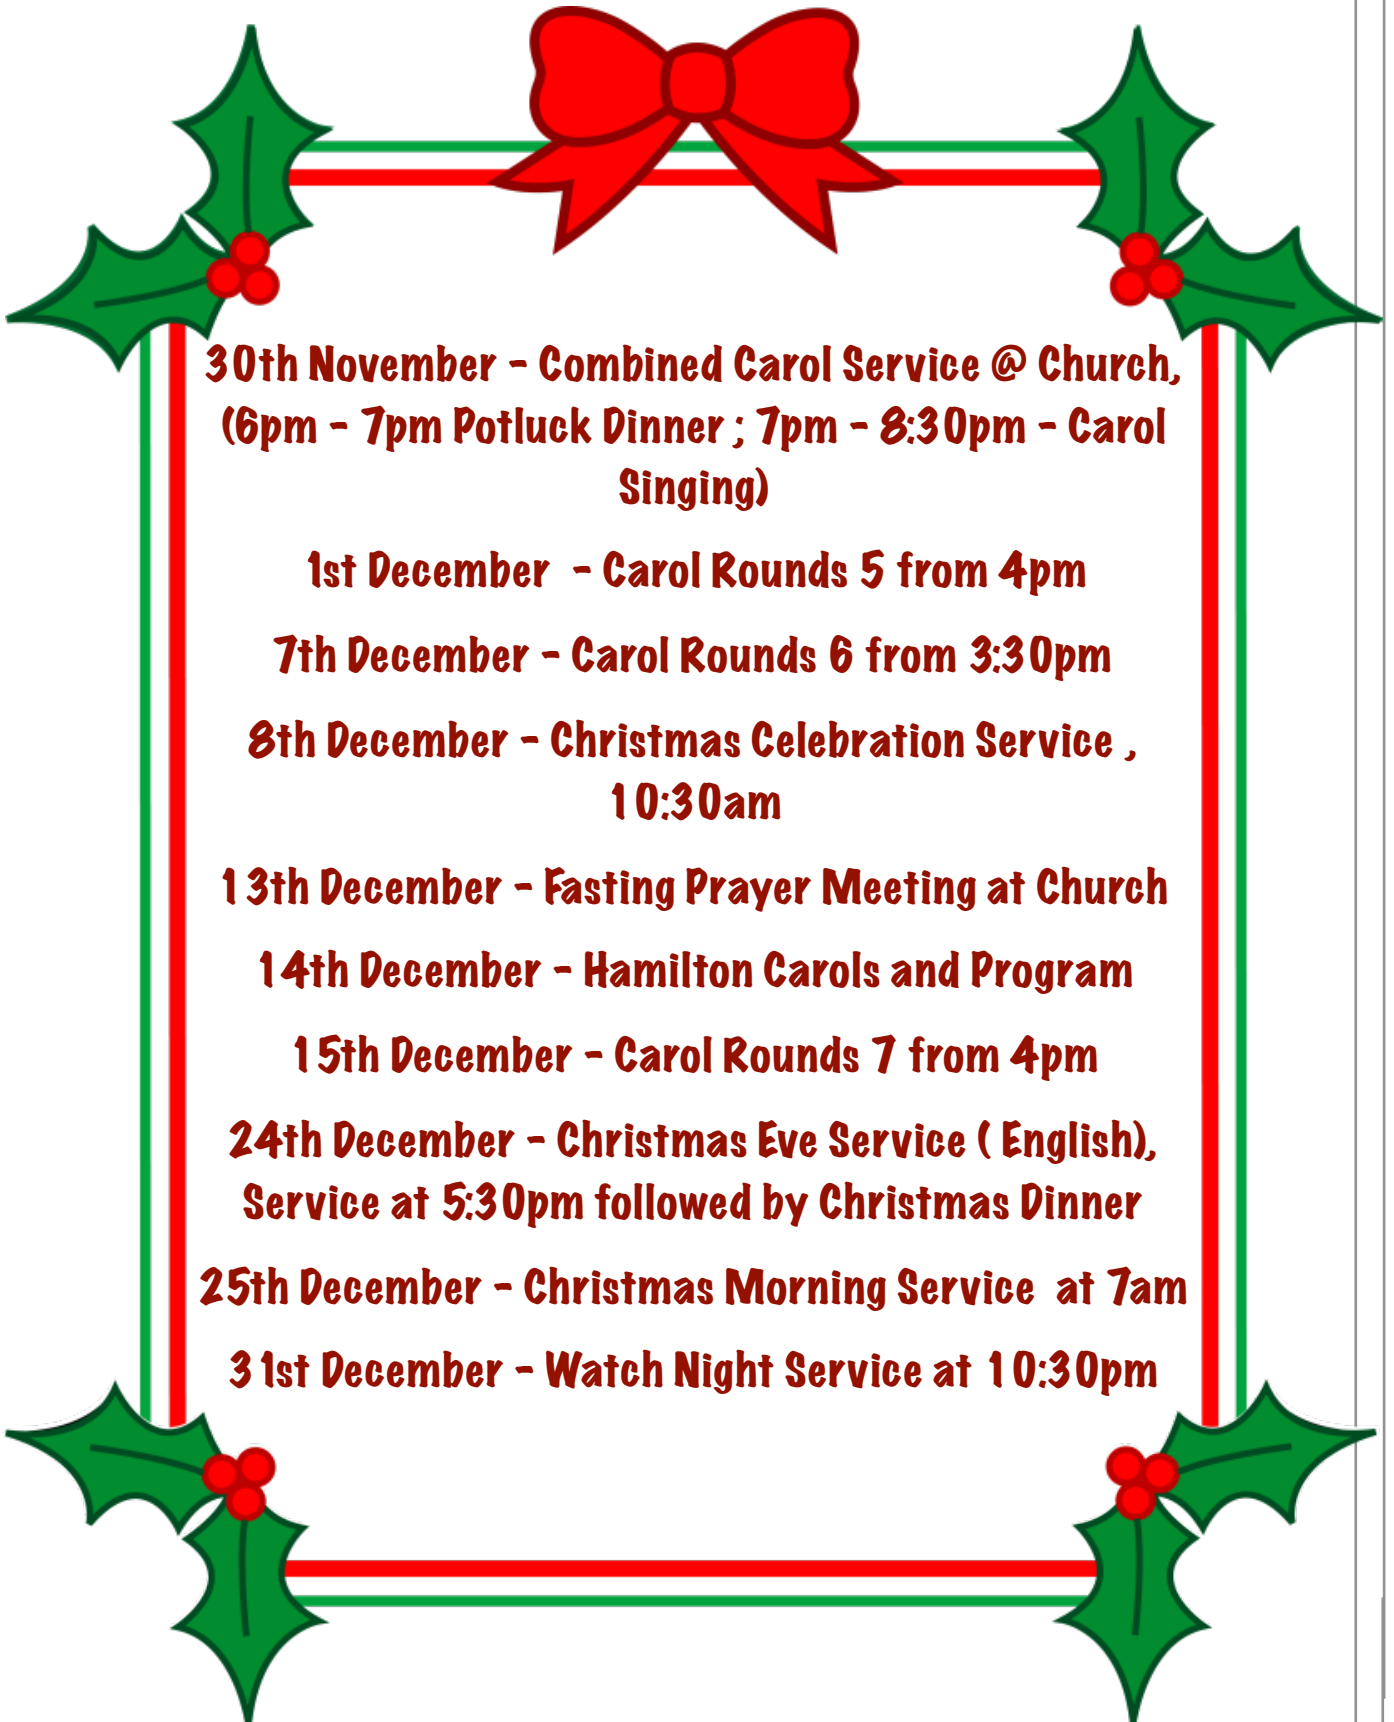 30th November - Combined Carol Service @ Church,
(6pm - 7pm Potluck Dinner ; 7pm - 8:30pm - Carol
Singing)
1st December  - Carol Rounds 5 from 4pm
7th December - Carol Rounds 6 from 3:30pm
8th December - Christmas Celebration Service ,
10:30am
13th December - Fasting Prayer Meeting at Church
14th December - Hamilton Carols and Program
15th December - Carol Rounds 7 from 4pm
24th December - Christmas Eve Service ( English),
Service at 5:30pm followed by Christmas Dinner
25th December - Christmas Morning Service  at 7am
31st December - Watch Night Service at 10:30pm